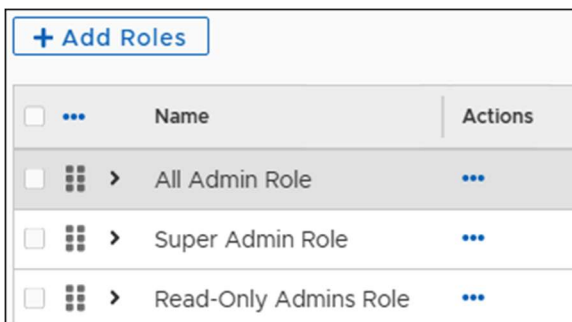 + Add Roles
Name Actions
All Admin Role
Super Admin Role
Read-Only Admins Role